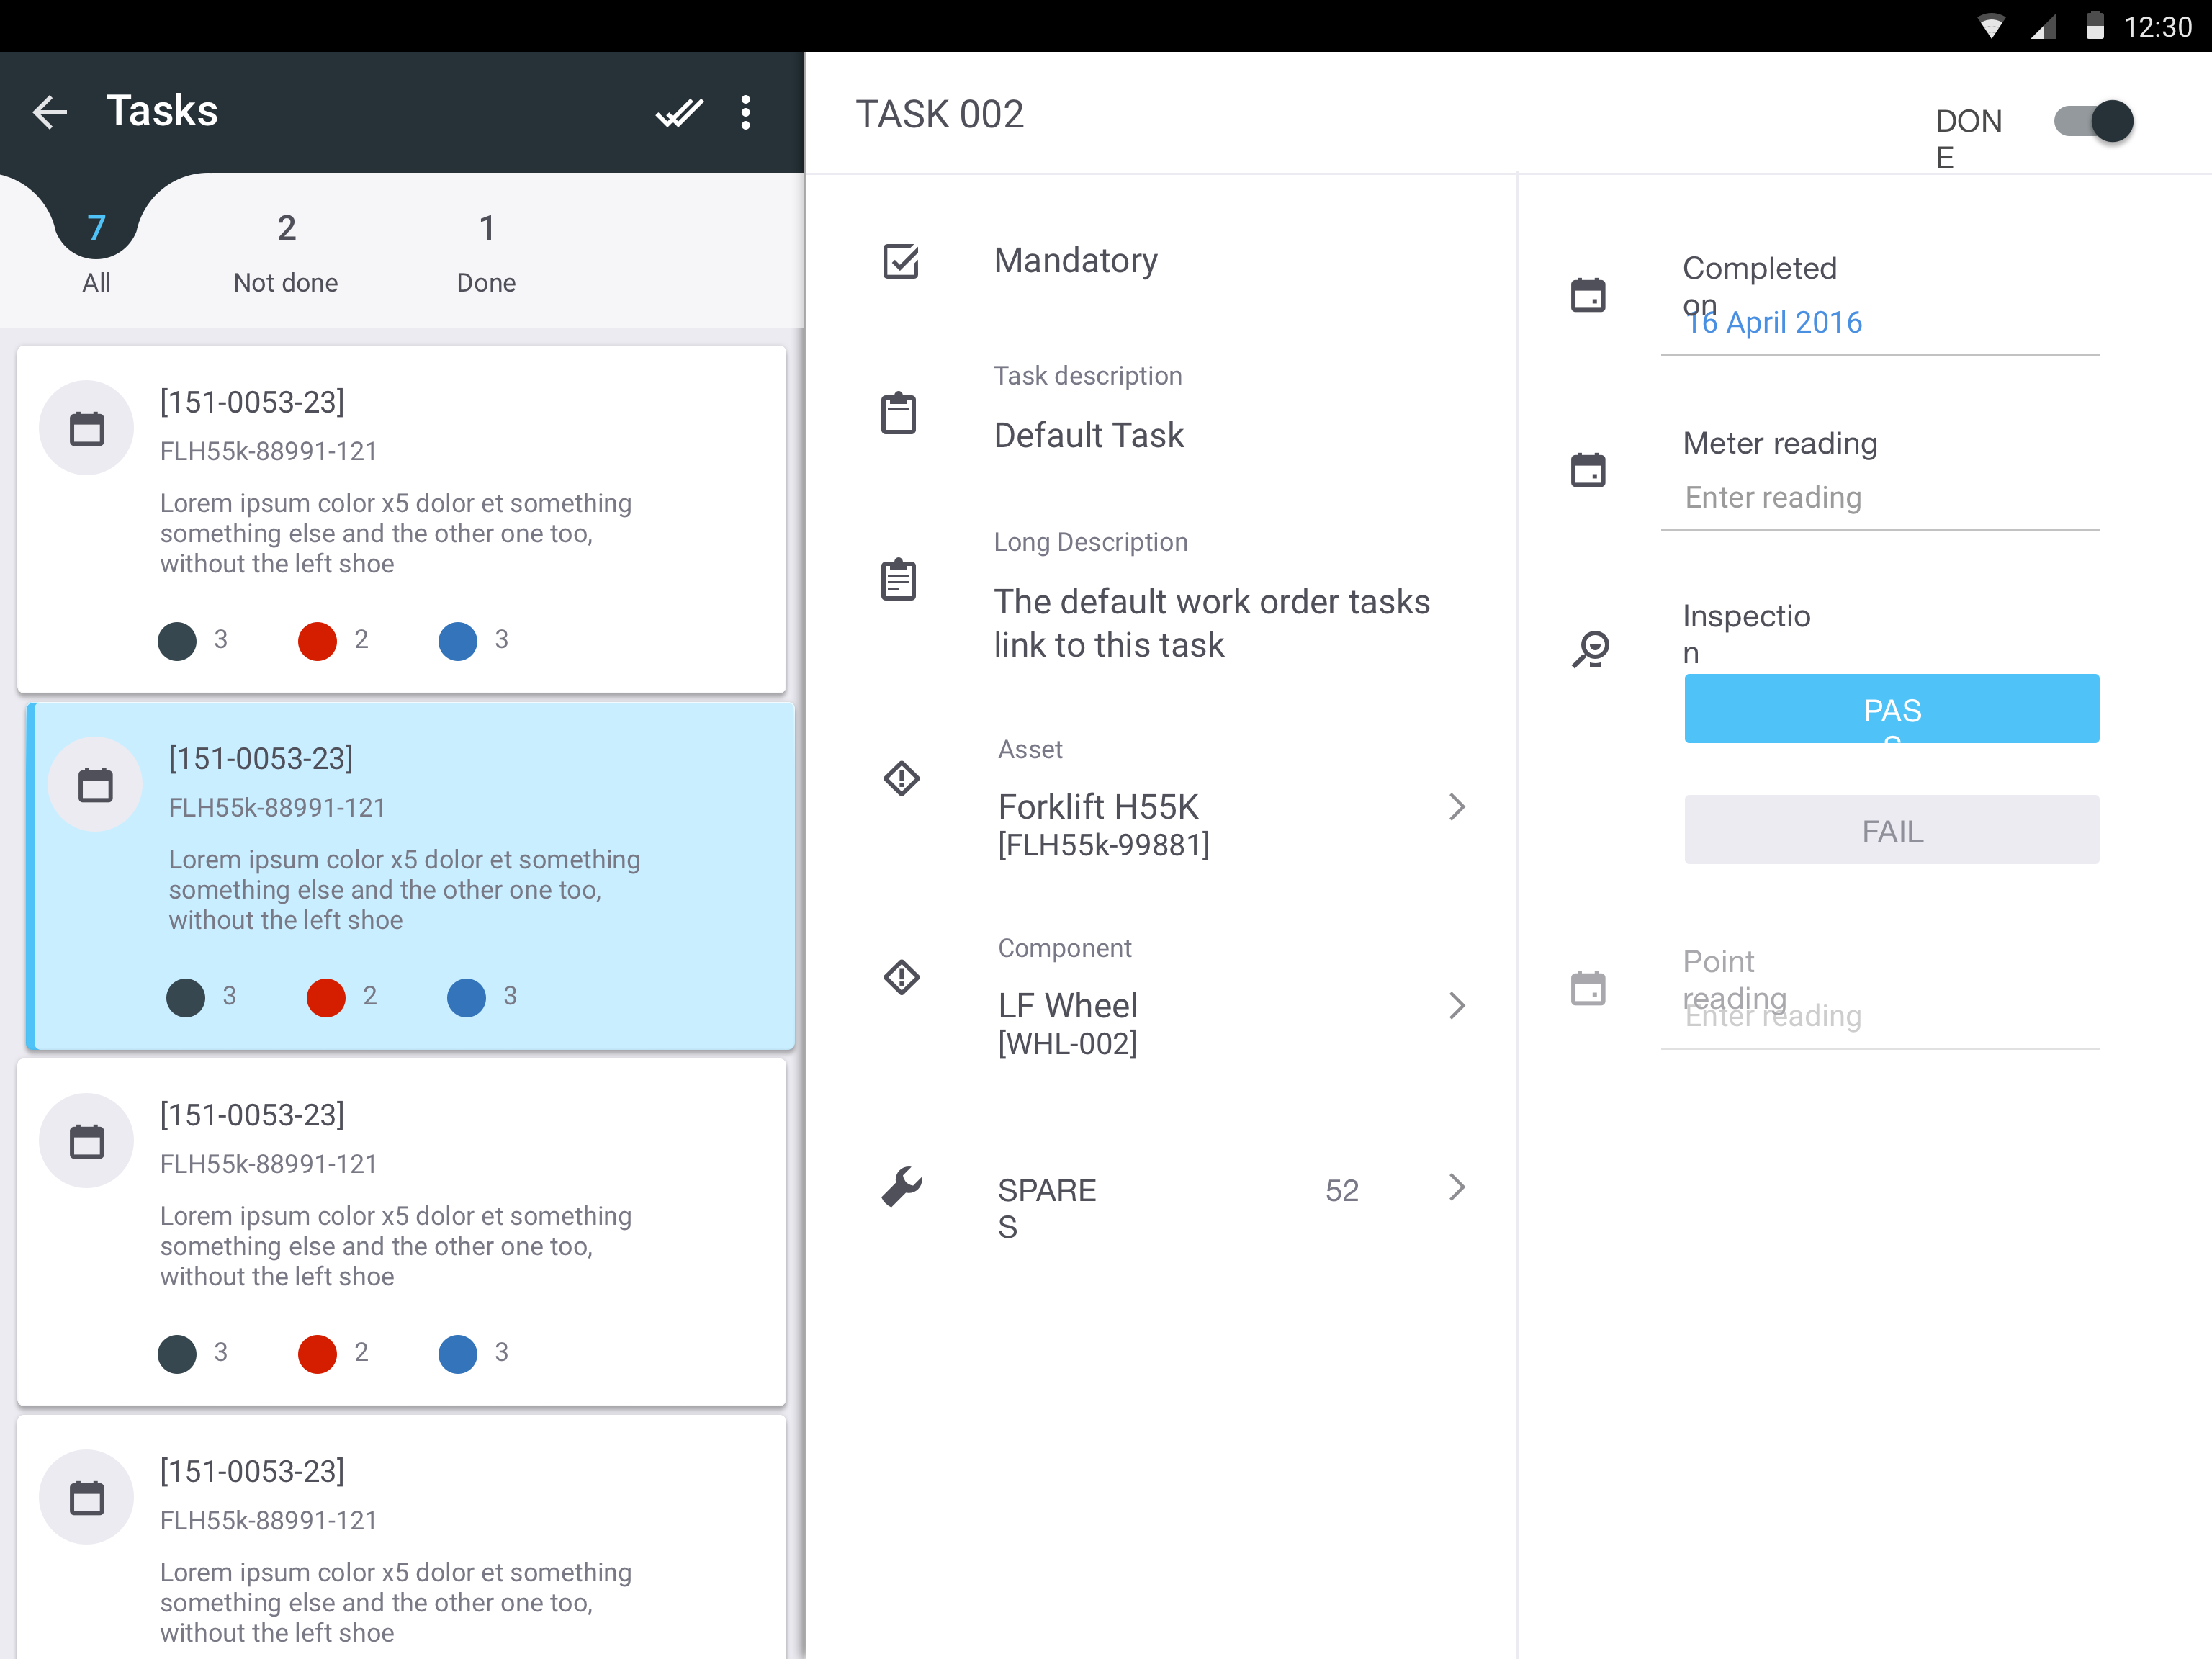 12:30
Tasks
7
2
1
All
Not done
Done
[151-0053-23]
FLH55k-88991-121
Lorem ipsum color x5 dolor et something
something else and the other one too,
without the left shoe
3
2
3
[151-0053-23]
FLH55k-88991-121
Lorem ipsum color x5 dolor et something
something else and the other one too,
without the left shoe
3
2
3
[151-0053-23]
FLH55k-88991-121
Lorem ipsum color x5 dolor et something
something else and the other one too,
without the left shoe
3
2
3
[151-0053-23]
FLH55k-88991-121
Lorem ipsum color x5 dolor et something
something else and the other one too,
without the left shoe
TASK 002
DON
E
Mandatory
Task description
Default Task
Long Description
The default work order tasks
link to this task
Asset
Forklift H55K
[FLH55k-99881]
Component
LF Wheel
[WHL-002]
SPARE
S
52
Completed
on
16 April 2016
Meter reading
Enter reading
Inspectio
n
PAS
S
FAIL
Point
reading
Enter reading